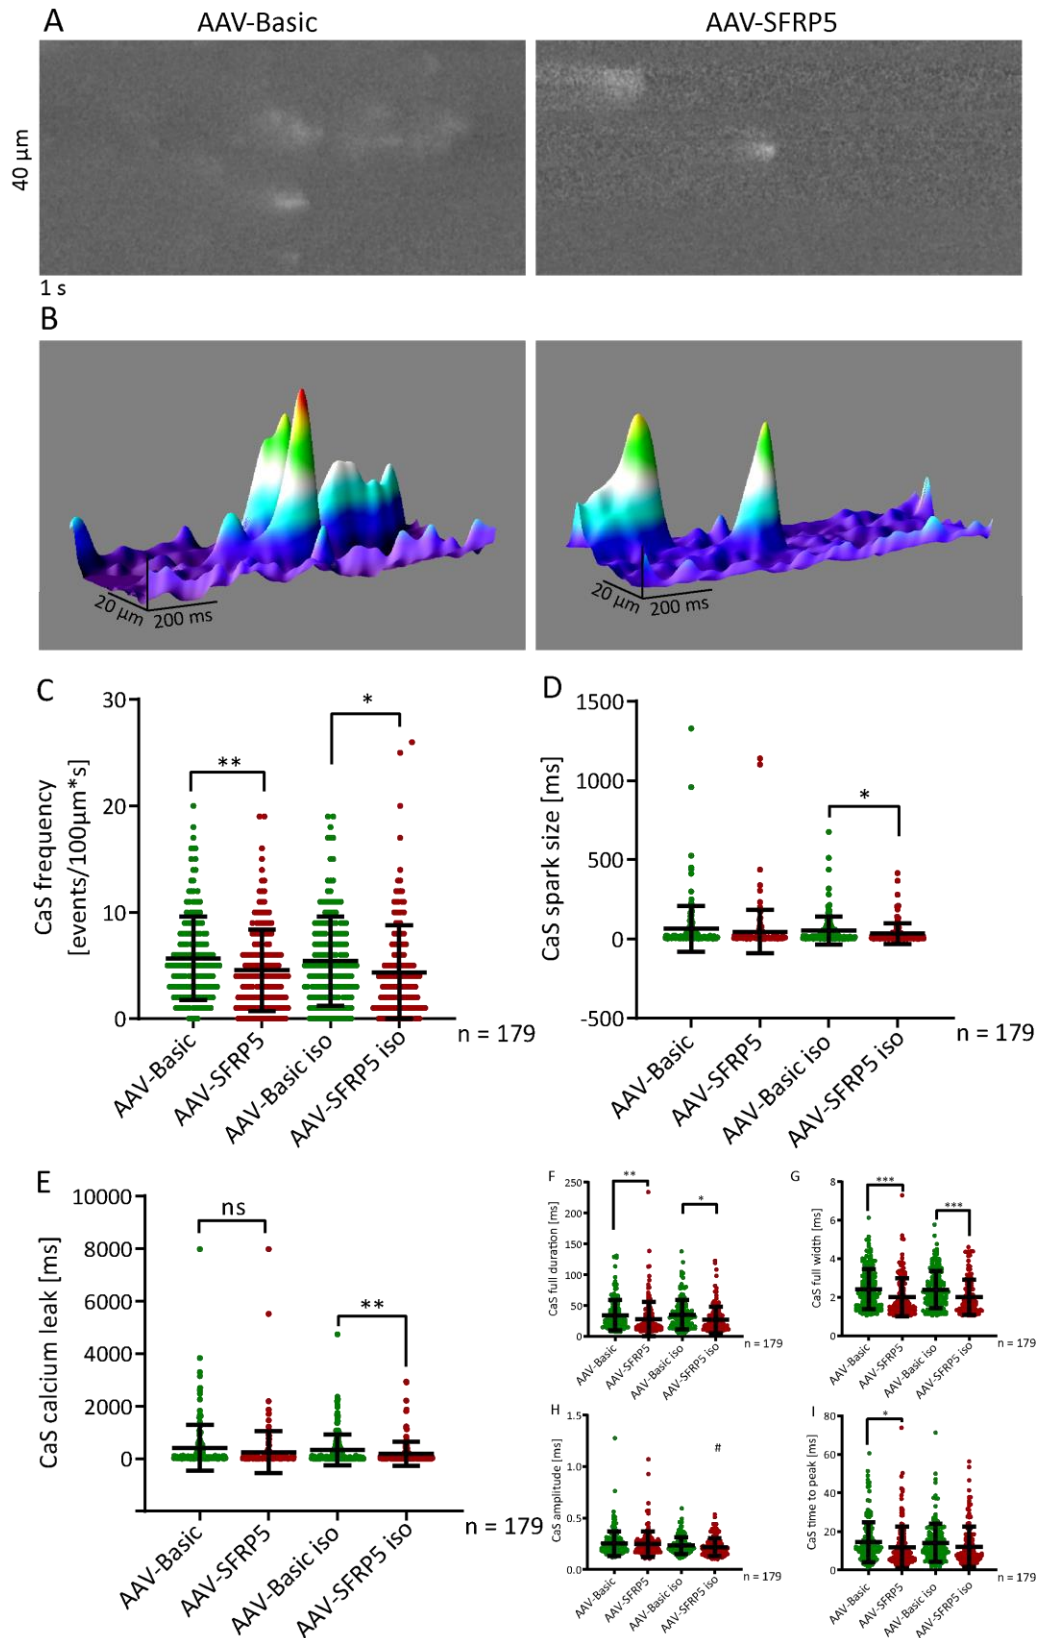 A
AAV-Basic
AAV-SFRP5
40 µm
1 s
B
20 µm
200 ms
20 µm
200 ms
C
CaS frequency
[events/100µm*s]
30
20
10
0
**
*
AAV-Basic
AAV-SFRP5
AAV-Basic iso
AAV-SFRP5 iso
n = 179
D
CaS spark size [ms]
1500
1000
500
0
-500
*
AAV-Basic
AAV-SFRP5
AAV-Basic iso
AAV-SFRP5 iso
n = 179
E
CaS calcium leak [ms]
10000
8000
6000
4000
2000
0
ns
**
AAV-Basic
AAV-SFRP5
AAV-Basic iso
AAV-SFRP5 iso
n = 179
F
CaS full duration [ms]
250
200
150
100
50
0
**
*
AAV-Basic
AAV-SFRP5
AAV-Basic iso
AAV-SFRP5 iso
n = 179
G
CaS full width [ms]
8
6
4
2
0
***
***
AAV-Basic
AAV-SFRP5
AAV-Basic iso
AAV-SFRP5 iso
n = 179
H
CaS amplitude [ms]
1.5
1.0
0.5
0.0
#
AAV-Basic
AAV-SFRP5
AAV-Basic iso
AAV-SFRP5 iso
n = 179
I
CaS time to peak [ms]
80
60
40
20
0
*
AAV-Basic
AAV-SFRP5
AAV-Basic iso
AAV-SFRP5 iso
n = 179